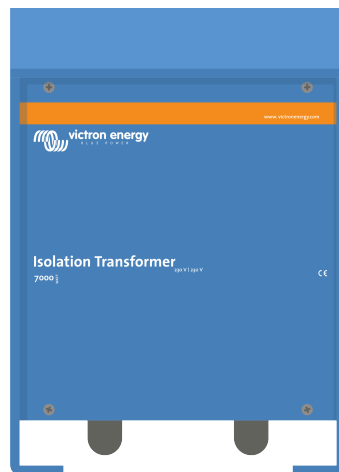 www.victronenergy.com
victron energy
BLUE POWER
Isolation Transformer
230 V | 230 V
7000
CE